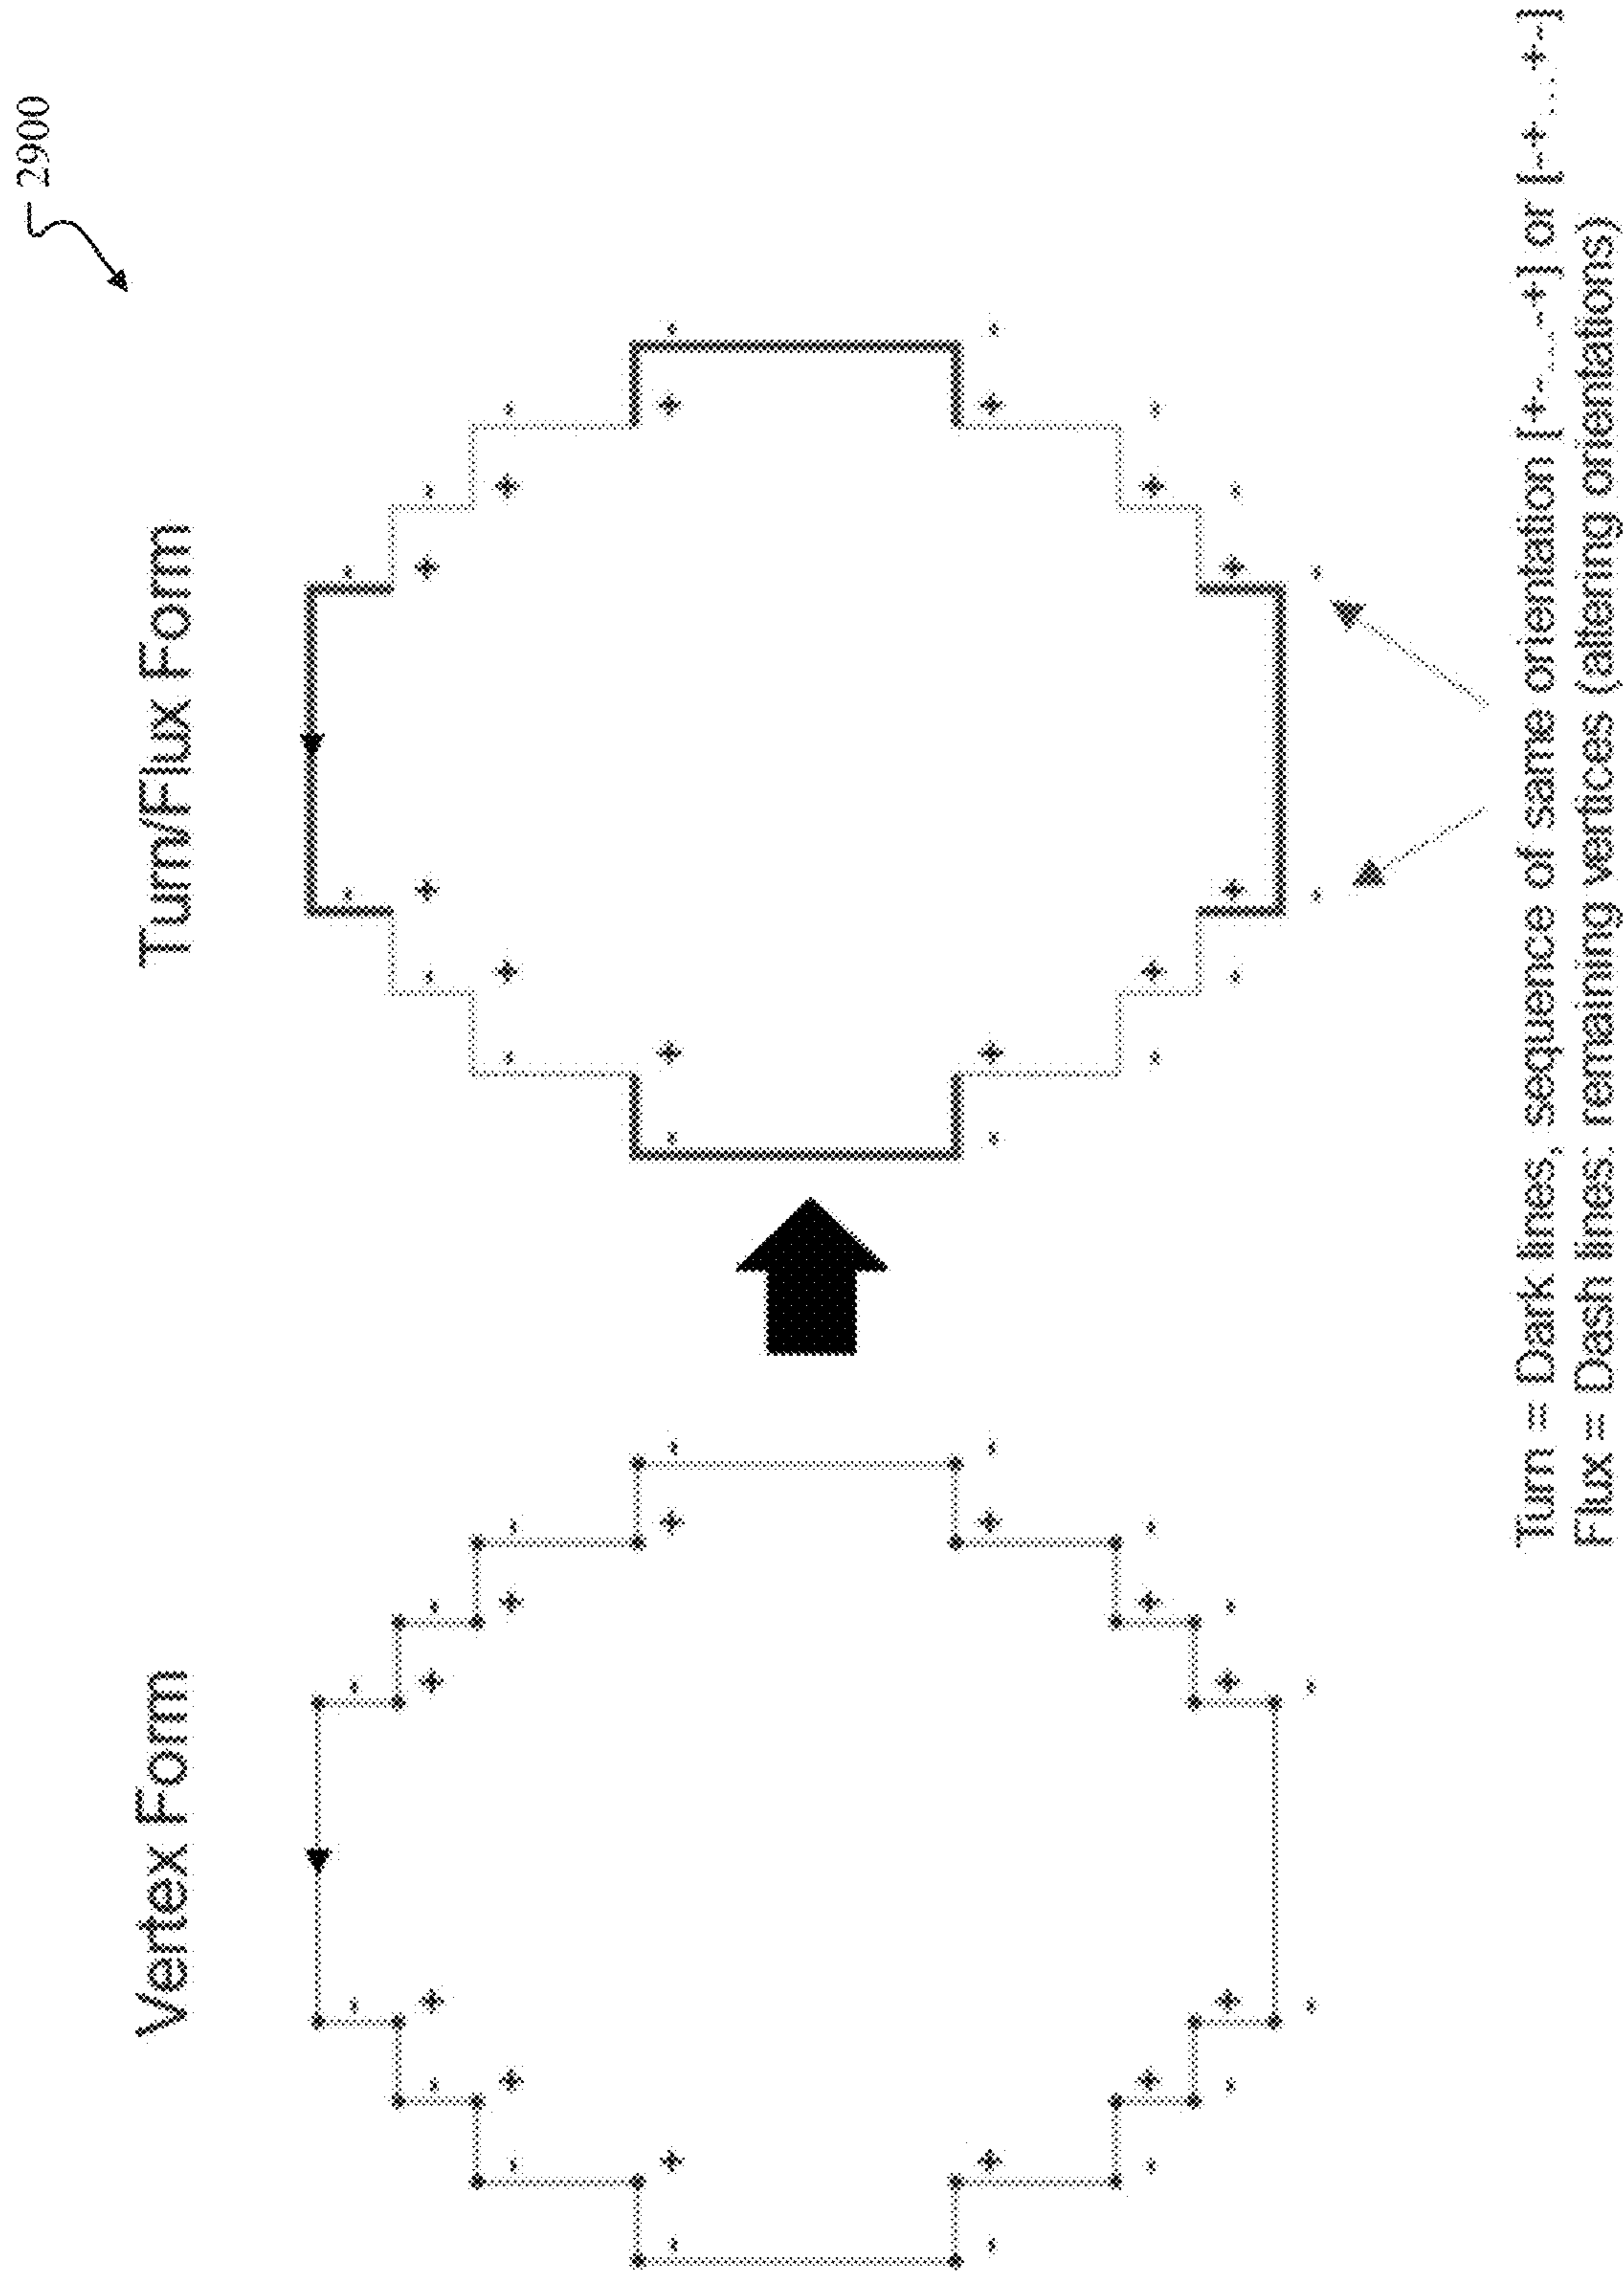 2900
Vertex Form
Turn/Flux Form
Turn = Dark lines, sequence of same orientation [+-...-+] or [-+...+-]
Flux = Dash lines: remaining vertices (altering orientations)